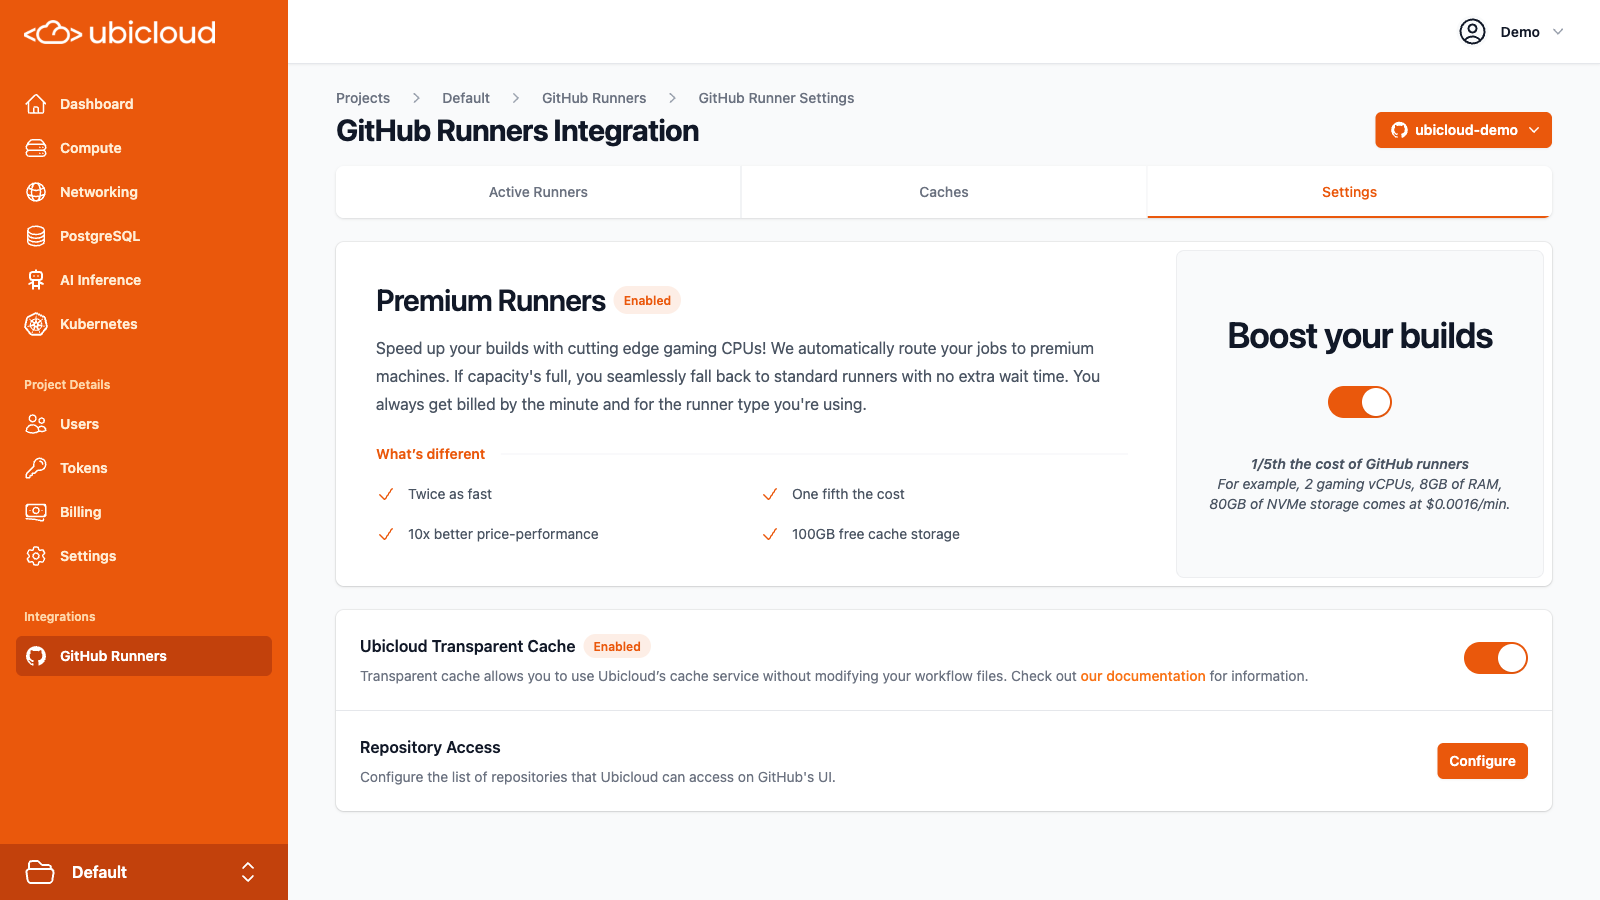 ubicloud
Demo
Dashboard
Compute
Networking
PostgreSQL
AI Inference
Kubernetes
Project Details
Users
Tokens
Billing
Settings
Integrations
GitHub Runners
Default
Projects > Default > GitHub Runners > GitHub Runner Settings
GitHub Runners Integration
ubicloud-demo
Active Runners
Caches
Settings
Premium Runners Enabled
Speed up your builds with cutting edge gaming CPUs! We automatically route your jobs to premium
machines. If capacity's full, you seamlessly fall back to standard runners with no extra wait time. You
always get billed by the minute and for the runner type you're using.
What's different
Twice as fast
One fifth the cost
10x better price-performance
100GB free cache storage
Boost your builds
1/5th the cost of GitHub runners
For example, 2 gaming vCPUs, 8GB of RAM,
80GB of NVMe storage comes at $0.0016/min.
Ubicloud Transparent Cache Enabled
Transparent cache allows you to use Ubicloud's cache service without modifying your workflow files. Check out our documentation for information.
Repository Access
Configure the list of repositories that Ubicloud can access on GitHub's UI.
Configure